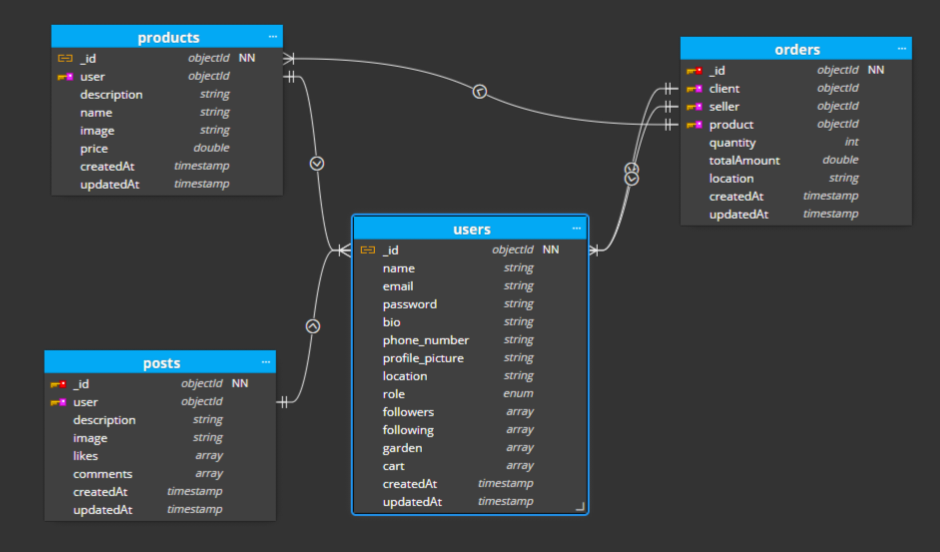 products ...
_id objectId NN
user objectId
description string
name string
image string
price double
createdAt timestamp
updatedAt timestamp
orders ...
_id objectId NN
client objectId
seller objectId
product objectId
quantity int
totalAmount double
location string
createdAt timestamp
updatedAt timestamp
users ...
_id objectId NN
name string
email string
password string
bio string
phone_number string
profile_picture string
location string
role enum
followers array
following array
garden array
cart array
createdAt timestamp
updatedAt timestamp
posts ...
_id objectId NN
user objectId
description string
image string
likes array
comments array
createdAt timestamp
updatedAt timestamp